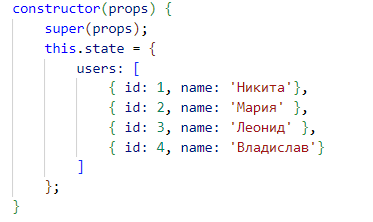 constructor(props) {
super(props);
this.state = {
users: [
{ id: 1, name: 'Никита'},
{ id: 2, name: 'Мария' },
{ id: 3, name: 'Леонид' },
{ id: 4, name: 'Владислав'}
]
};
}